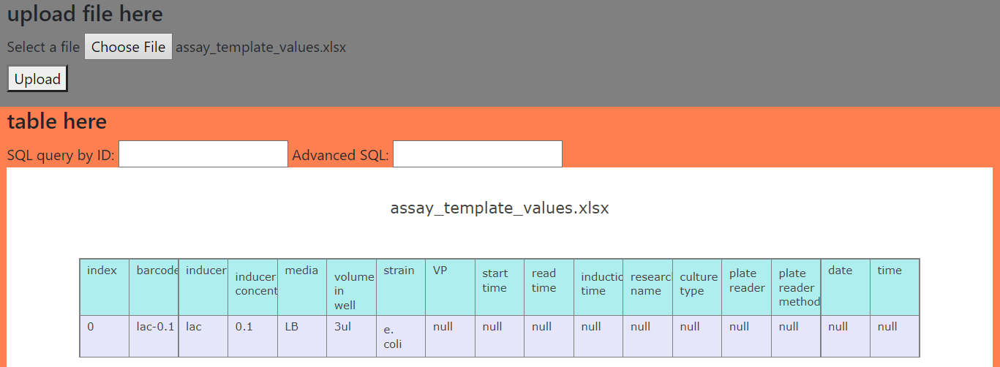 upload file here
Select a file Choose File assay_template_values.xlsx
Upload
table here
SQL query by ID: Advanced SQL:
assay_template_values.xlsx
index barcode inducer inducer concent media volume in well strain VP start time read time inductic time research name culture type plate reader plate reader method date time
0 lac-0.1 lac 0.1 LB 3ul e. coli null null null null null null null null null null